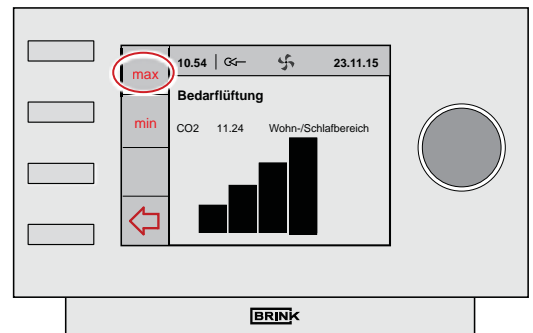 max
10.54 23.11.15
Bedarflüftung
min
CO2 11.24 Wohn-/Schlafbereich
BRINK